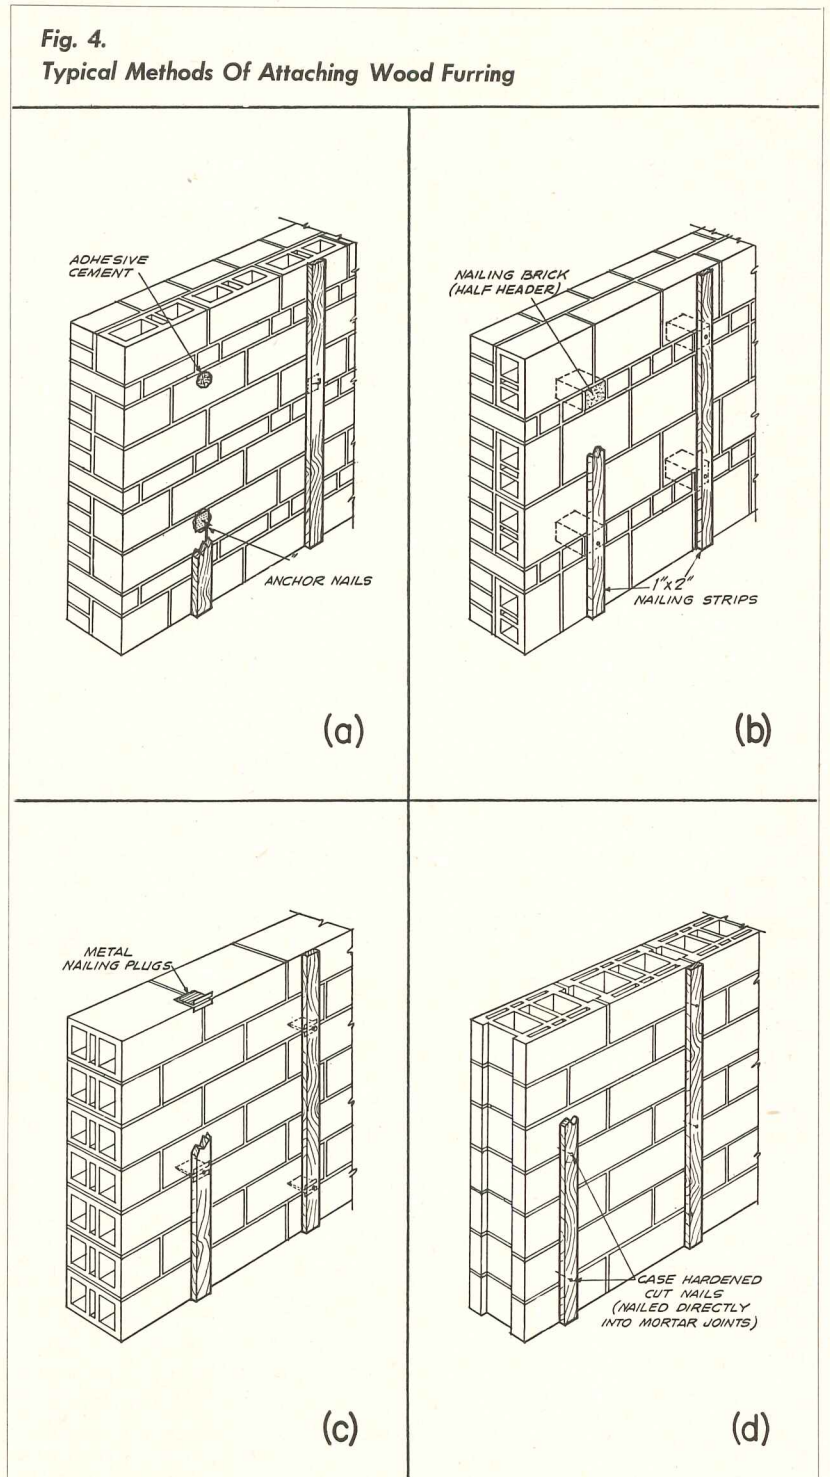 Fig. 4.
Typical Methods Of Attaching Wood Furring
ADHESIVE
CEMENT
ANCHOR NAILS
(a)
NAILING BRICK
(HALF HEADER)
1"x2"
NAILING STRIPS
(b)
METAL
NAILING PLUGS
(c)
CASE HARDENED
CUT NAILS
(NAILED DIRECTLY
INTO MORTAR JOINTS)
(d)